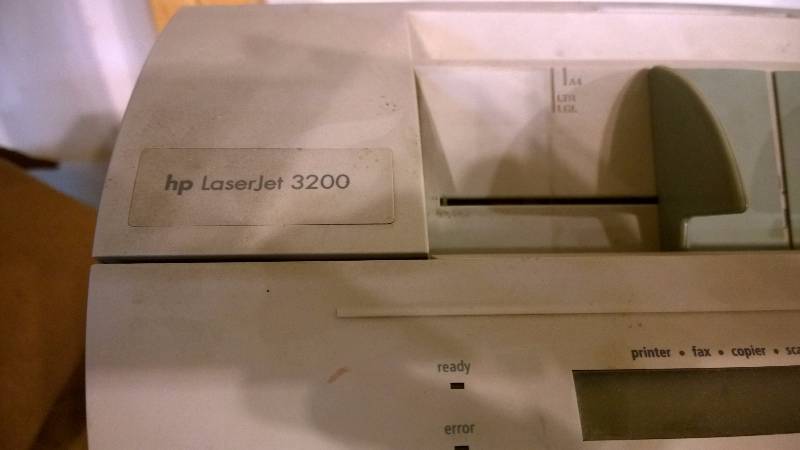 A4
LTR
LGL
hp LaserJet 3200
printer • fax • copier •
ready
error